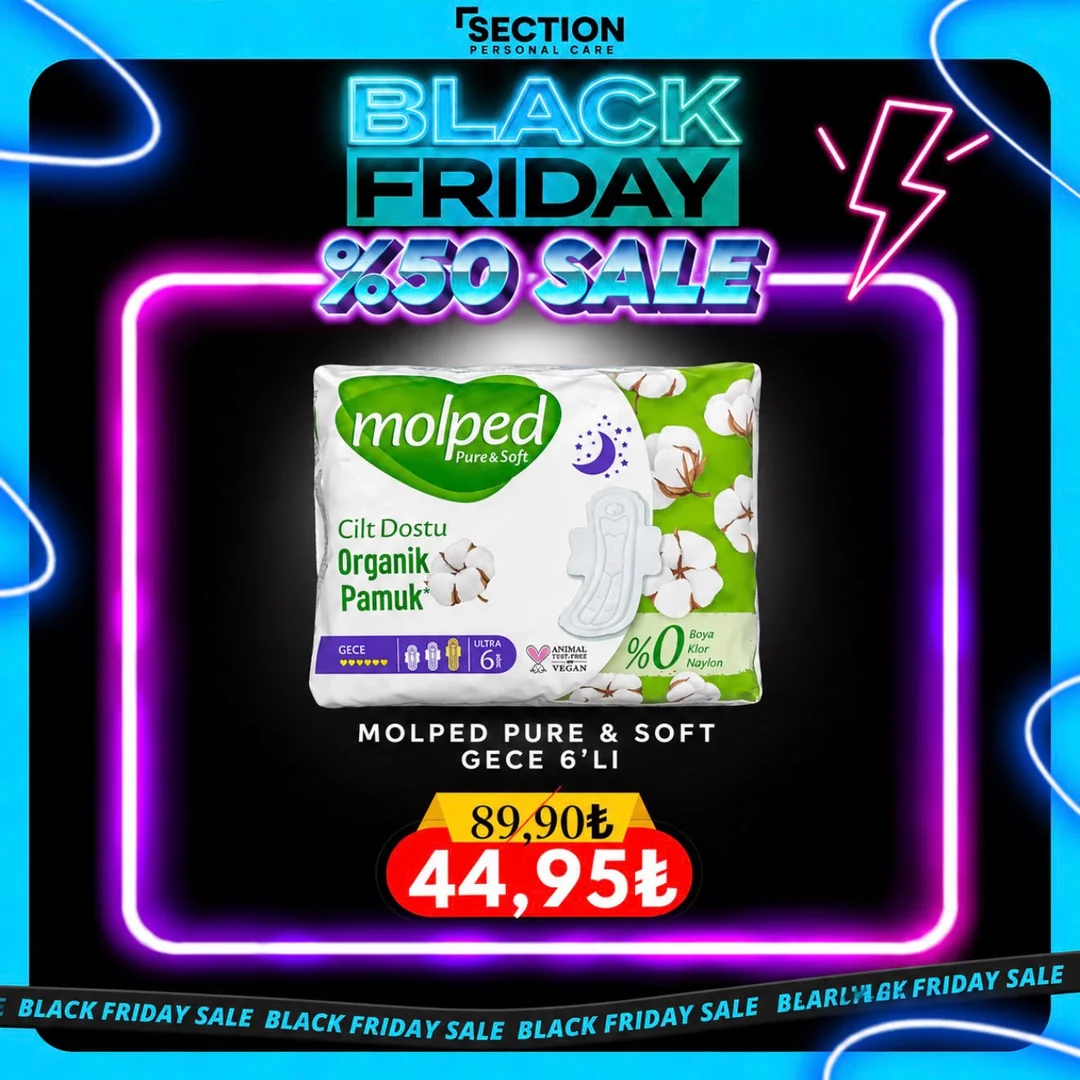 SECTION
PERSONAL CARE
BLACK
FRIDAY
%50 SALE
molped
Pure & Soft
Cilt Dostu
Organik
Pamuk*
GECE
ULTRA
6
ANIMAL
TEST-FREE
VEGAN
%0 Boya
Klor
Naylon
MOLPED PURE & SOFT
GECE 6'LI
89,90₺
44,95₺
BLACK FRIDAY SALE BLACK FRIDAY SALE BLACK FRIDAY SALE FRIDAY SALE